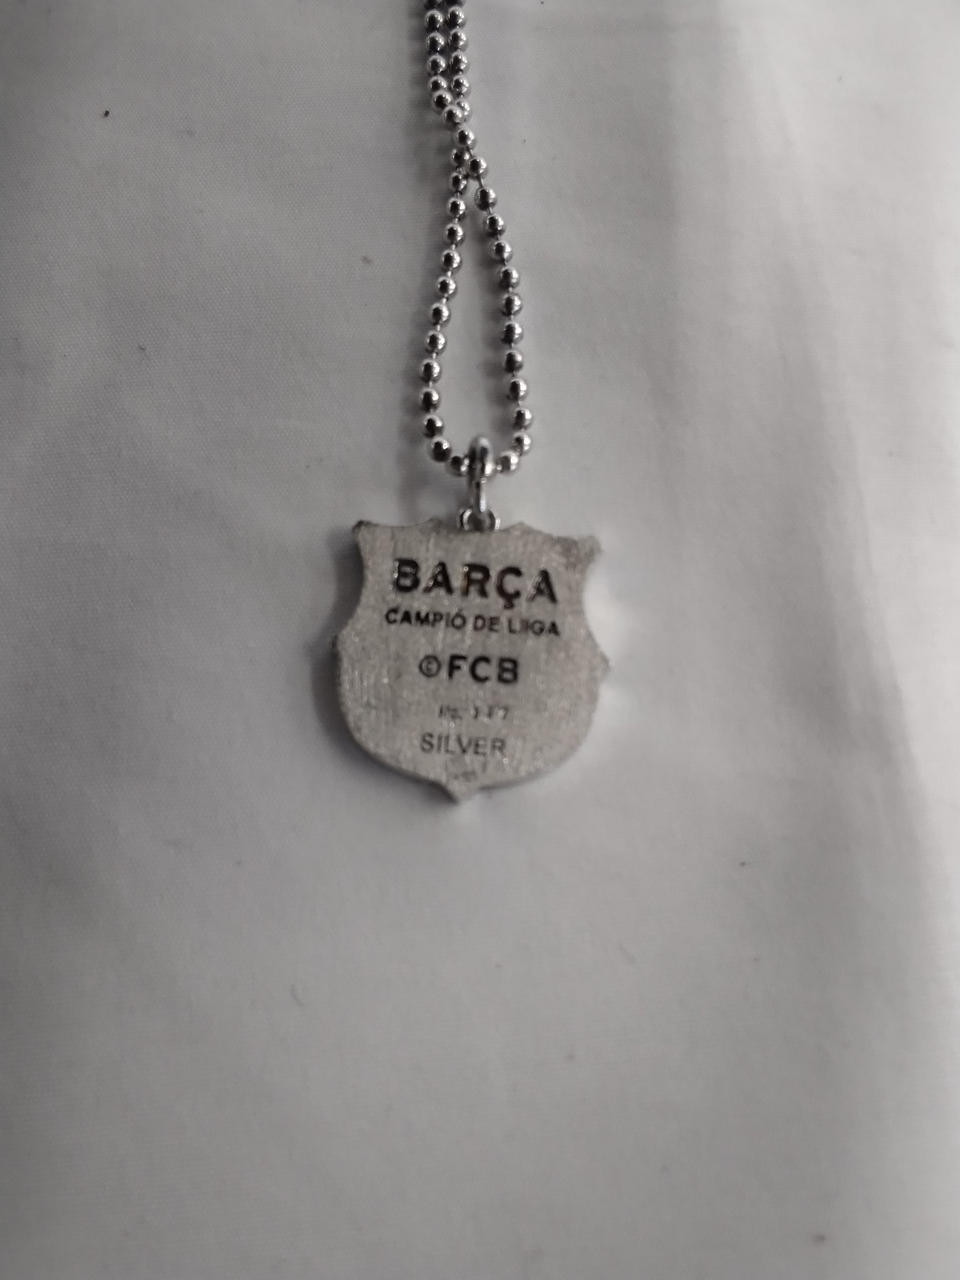 BARÇA
CAMPIÓ DE LLIGA
©FCB
SILVER